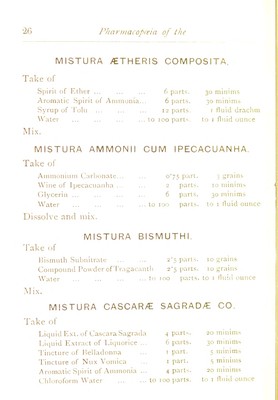 26 Pharmacopœia of the
MISTURA ÆTHERIS COMPOSITA.
Take of
Spirit of Ether ... ... ... 6 parts. 30 minims
Aromatic Spirit of Ammonia... 6 parts. 30 minims
Syrup of Tolu ... ... ... 12 parts. 1 fluid drachm
Water ... ... ... to 100 parts. to 1 fluid ounce
Mix.
MISTURA AMMONII CUM IPECACUANHA.
Take of
Ammonium Carbonate... ... 0'75 part. 3 grains
Wine of Ipecacuanha ... ... 2 parts. 10 minims
Glycerin ... ... ... ... 6 parts. 30 minims
Water ... ... ... to 100 parts. to 1 fluid ounce
Dissolve and mix.
MISTURA BISMUTHI.
Take of
Bismuth Subnitrate ... ... 2'5 parts. 10 grains
Compound Powder of Tragacanth 2'5 parts. 10 grains
Water ... ... ... to 100 parts. to 1 fluid ounce
Mix.
MISTURA CASCARÆ SAGRADÆ CO.
Take of
Liquid Ext. of Cascara Sagrada 4 parts. 20 minims
Liquid Extract of Liquorice ... 6 parts. 30 minims
Tincture of Belladonna ... 1 part. 5 minims
Tincture of Nux Vomica ... 1 part. 5 minims
Aromatic Spirit of Ammonia ... 4 parts. 20 minims
Chloroform Water ... to 100 parts. to 1 fluid ounce